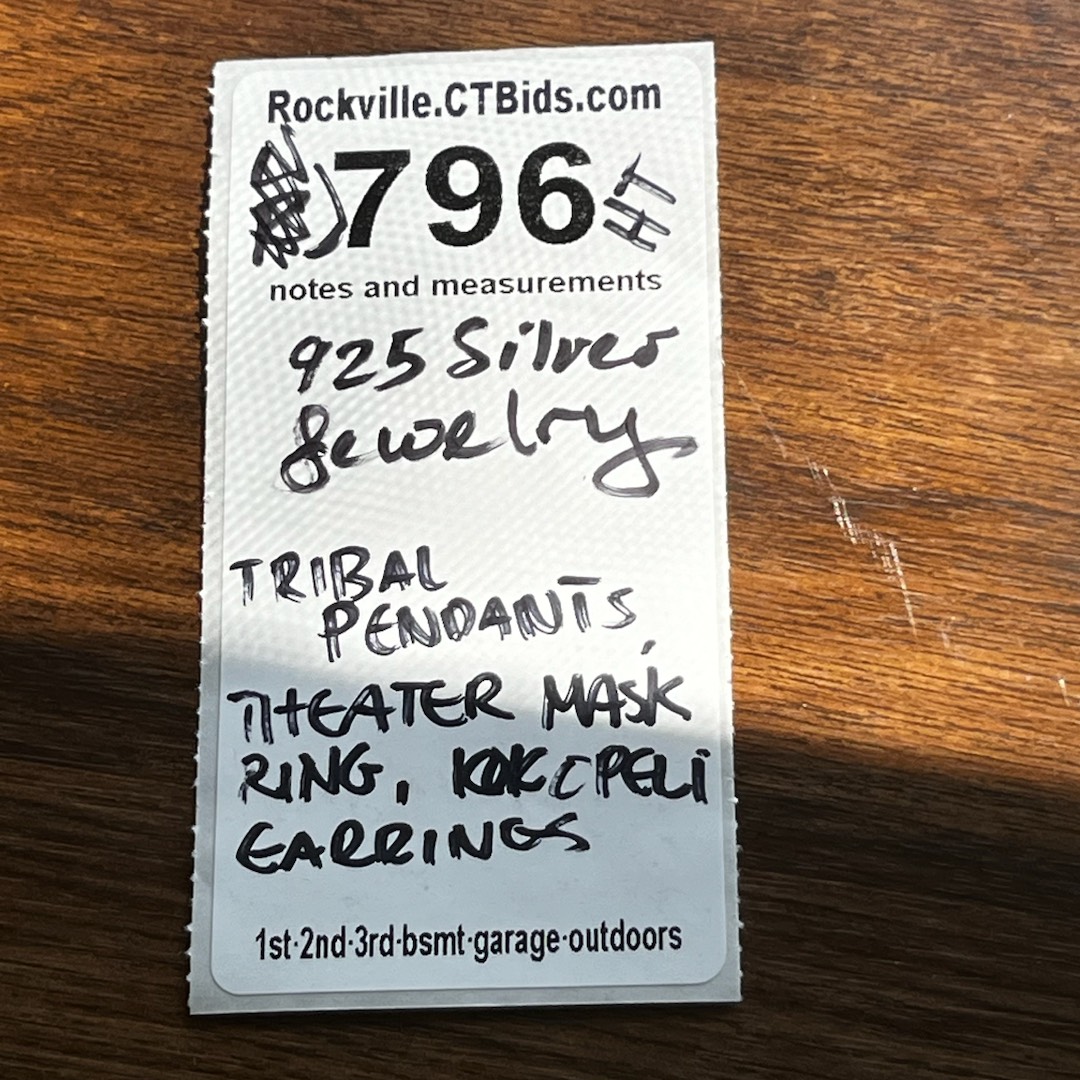 Rockville.CTBids.com
796 HT
notes and measurements
925 Silver
Jewelry
TRIBAL
PENDANTS,
THEATER MASK
RING, KOKOPELI
EARRINGS
1st·2nd·3rd·bsmt·garage·outdoors